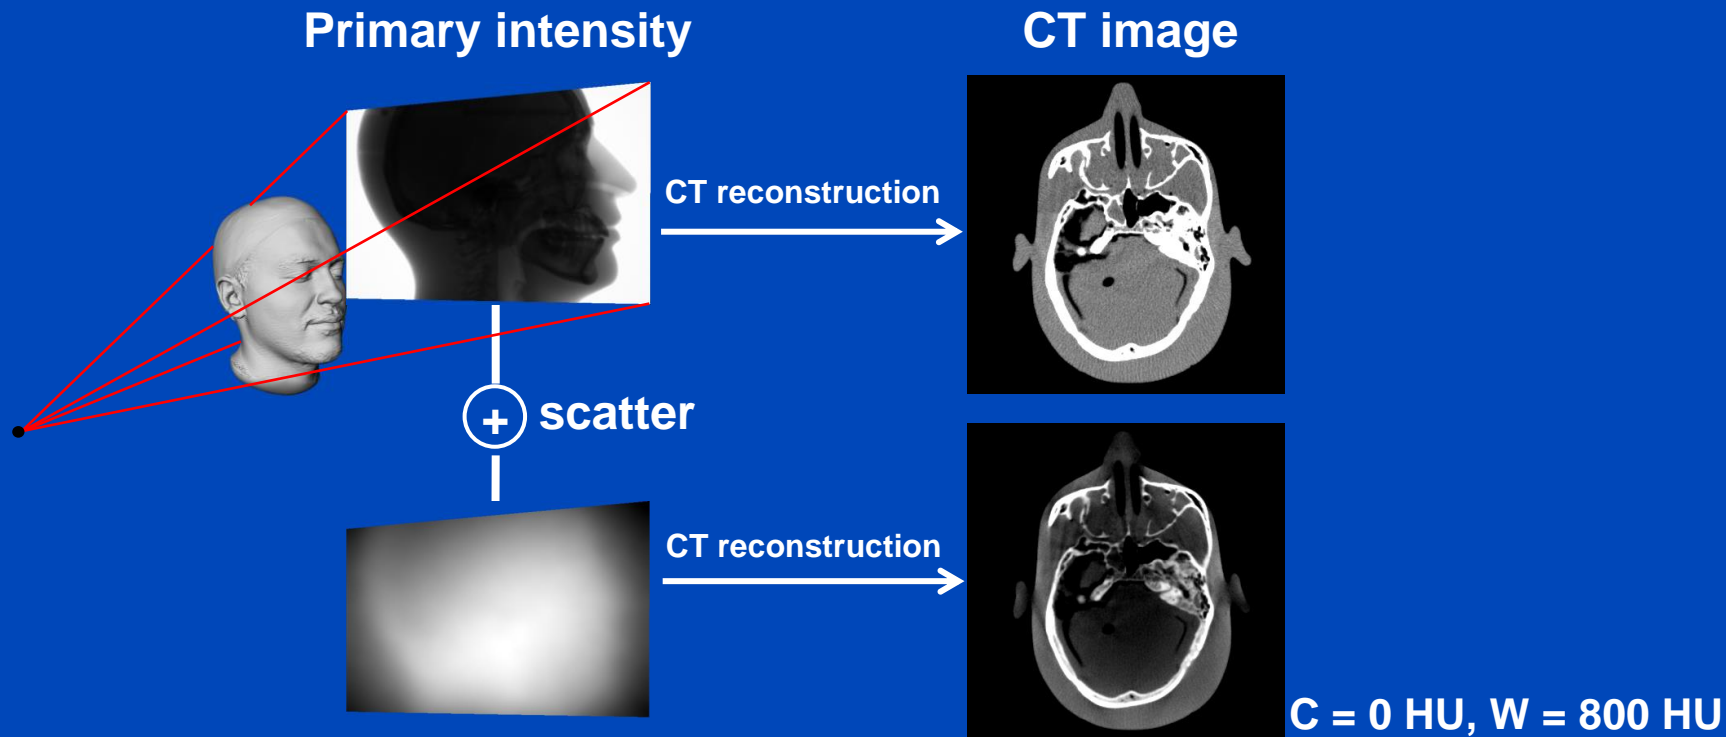 Primary intensity
CT image
CT reconstruction
+ scatter
CT reconstruction
C = 0 HU, W = 800 HU